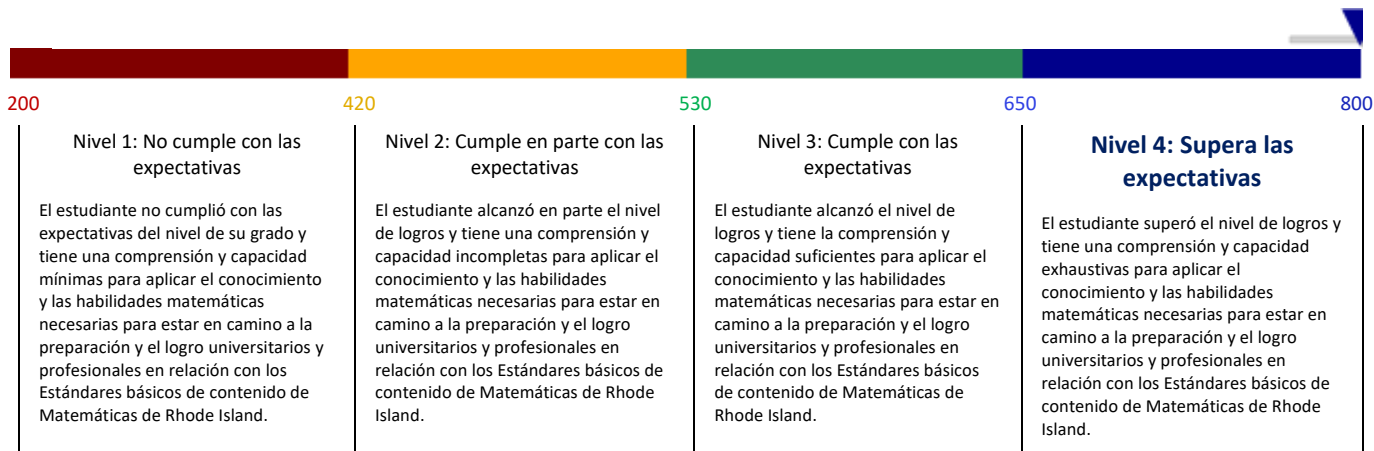 200 420 530 650 800
Nivel 1: No cumple con las
expectativas
El estudiante no cumplió con las
expectativas del nivel de su grado y
tiene una comprensión y capacidad
mínimas para aplicar el conocimiento
y las habilidades matemáticas
necesarias para estar en camino a la
preparación y el logro universitarios y
profesionales en relación con los
Estándares básicos de contenido de
Matemáticas de Rhode Island.
Nivel 2: Cumple en parte con las
expectativas
El estudiante alcanzó en parte el nivel
de logros y tiene una comprensión y
capacidad incompletas para aplicar el
conocimiento y las habilidades
matemáticas necesarias para estar en
camino a la preparación y el logro
universitarios y profesionales en
relación con los Estándares básicos de
contenido de Matemáticas de Rhode
Island.
Nivel 3: Cumple con las
expectativas
El estudiante alcanzó el nivel de
logros y tiene la comprensión y
capacidad suficientes para aplicar el
conocimiento y las habilidades
matemáticas necesarias para estar en
camino a la preparación y el logro
universitarios y profesionales en
relación con los Estándares básicos
de contenido de Matemáticas de
Rhode Island.
Nivel 4: Supera las
expectativas
El estudiante superó el nivel de logros y
tiene una comprensión y capacidad
exhaustivas para aplicar el
conocimiento y las habilidades
matemáticas necesarias para estar en
camino a la preparación y el logro
universitarios y profesionales en
relación con los Estándares básicos de
contenido de Matemáticas de Rhode
Island.